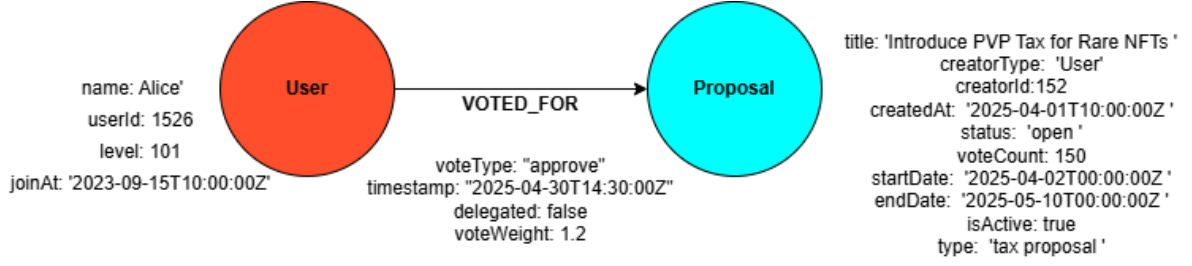 name: Alice'
userId: 1526
level: 101
joinAt: '2023-09-15T10:00:00Z'
User
VOTED_FOR
voteType: "approve"
timestamp: "2025-04-30T14:30:00Z"
delegated: false
voteWeight: 1.2
Proposal
title: 'Introduce PVP Tax for Rare NFTs '
creatorType:  'User'
creatorId:152
createdAt:  '2025-04-01T10:00:00Z '
status:  'open '
voteCount: 150
startDate:  '2025-04-02T00:00:00Z '
endDate:  '2025-05-10T00:00:00Z '
isActive: true
type:  'tax proposal '